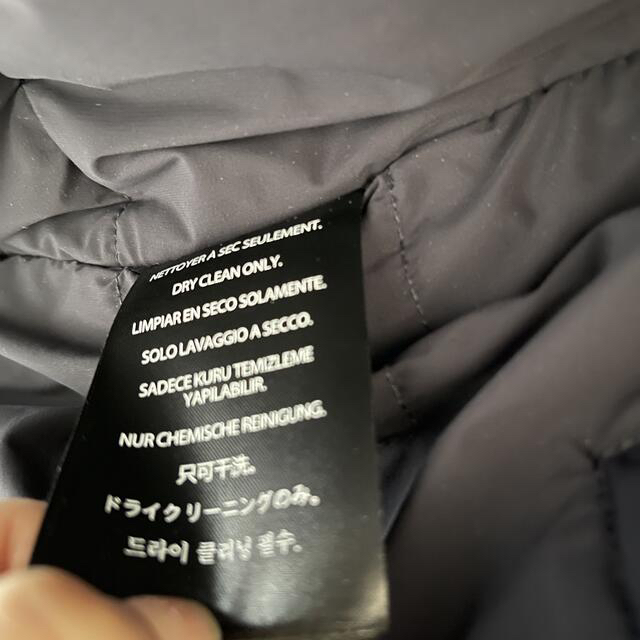 NETTOYER A SEC SEULEMENT.
DRY CLEAN ONLY.
LIMPIAR EN SECO SOLAMENTE.
SOLO LAVAGGIO A SECCO.
SADECE KURU TEMIZLEME
YAPILABILIR.
NUR CHEMISCHE REINIGUNG.
只可干洗.
ドライクリーニングのみ。
드라이 클리닝 필수.